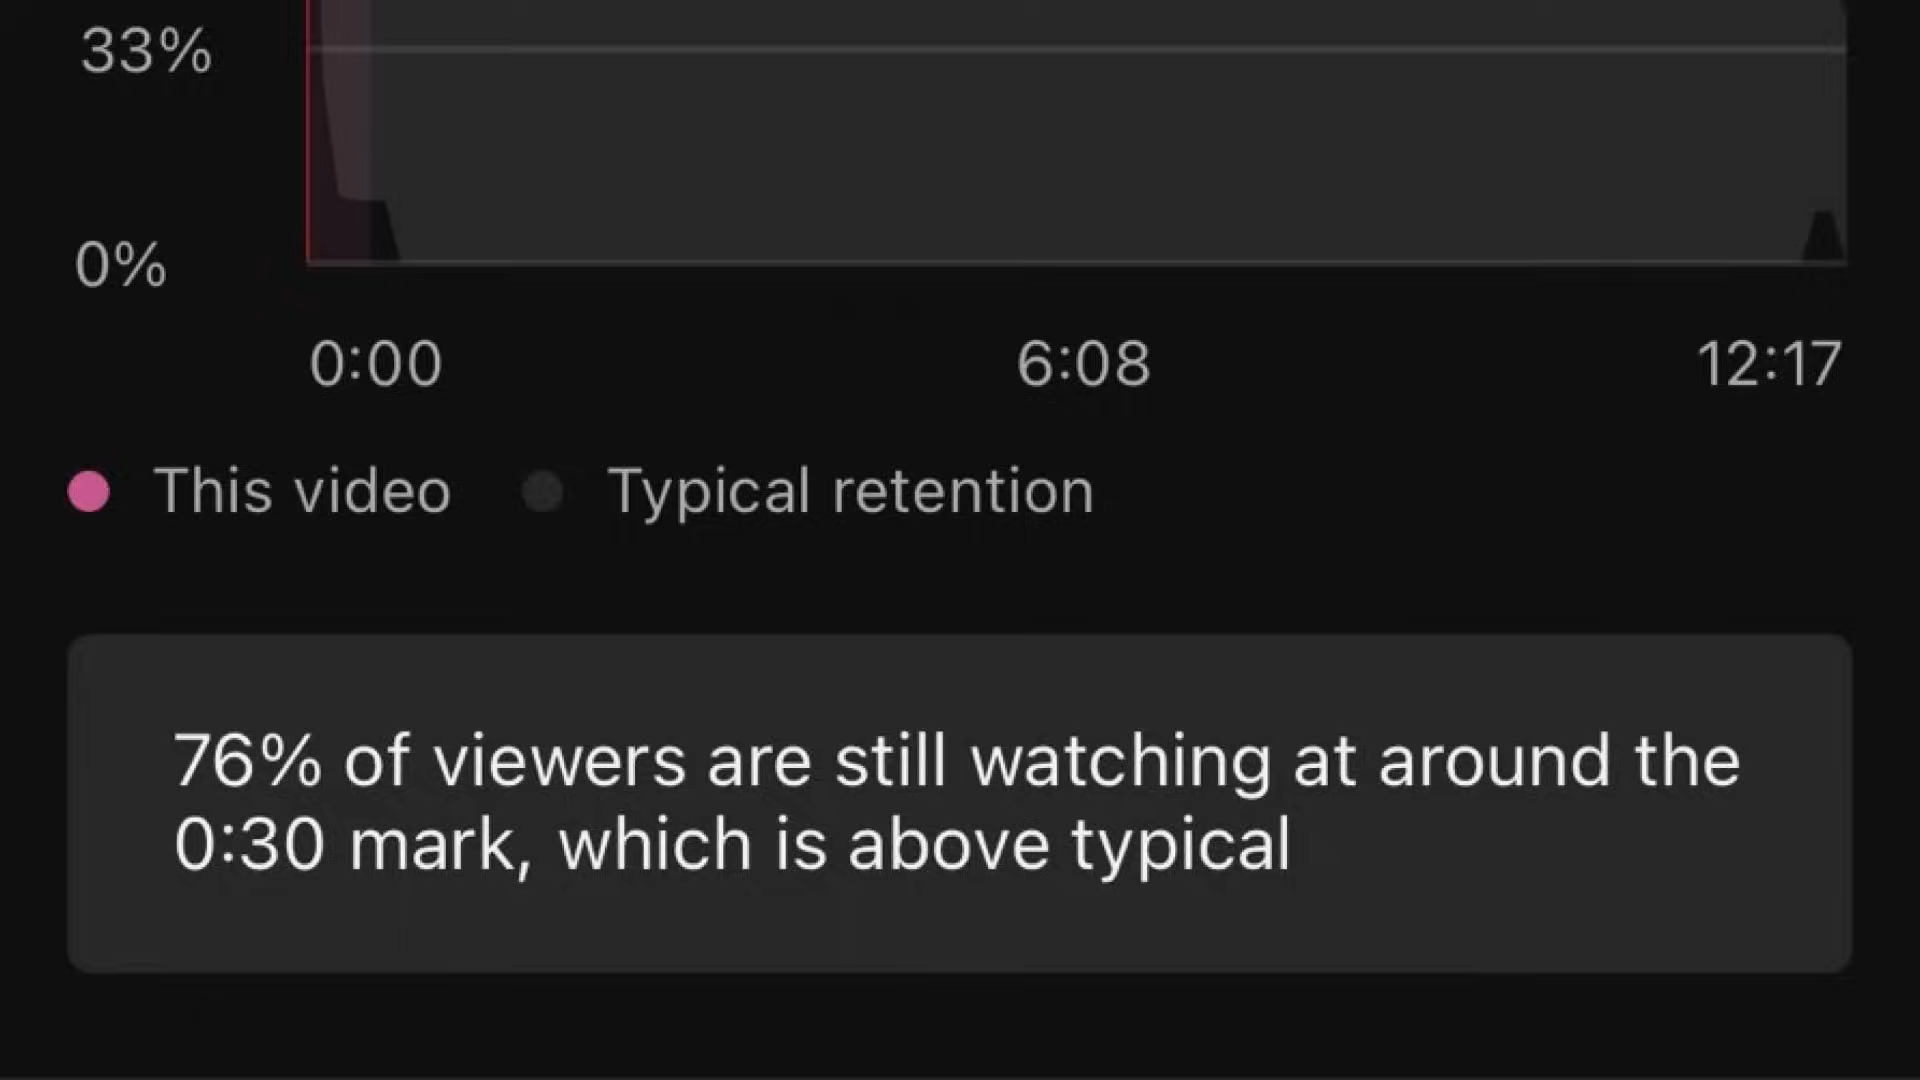 33%
0%
0:00 6:08 12:17
This video Typical retention
76% of viewers are still watching at around the
0:30 mark, which is above typical